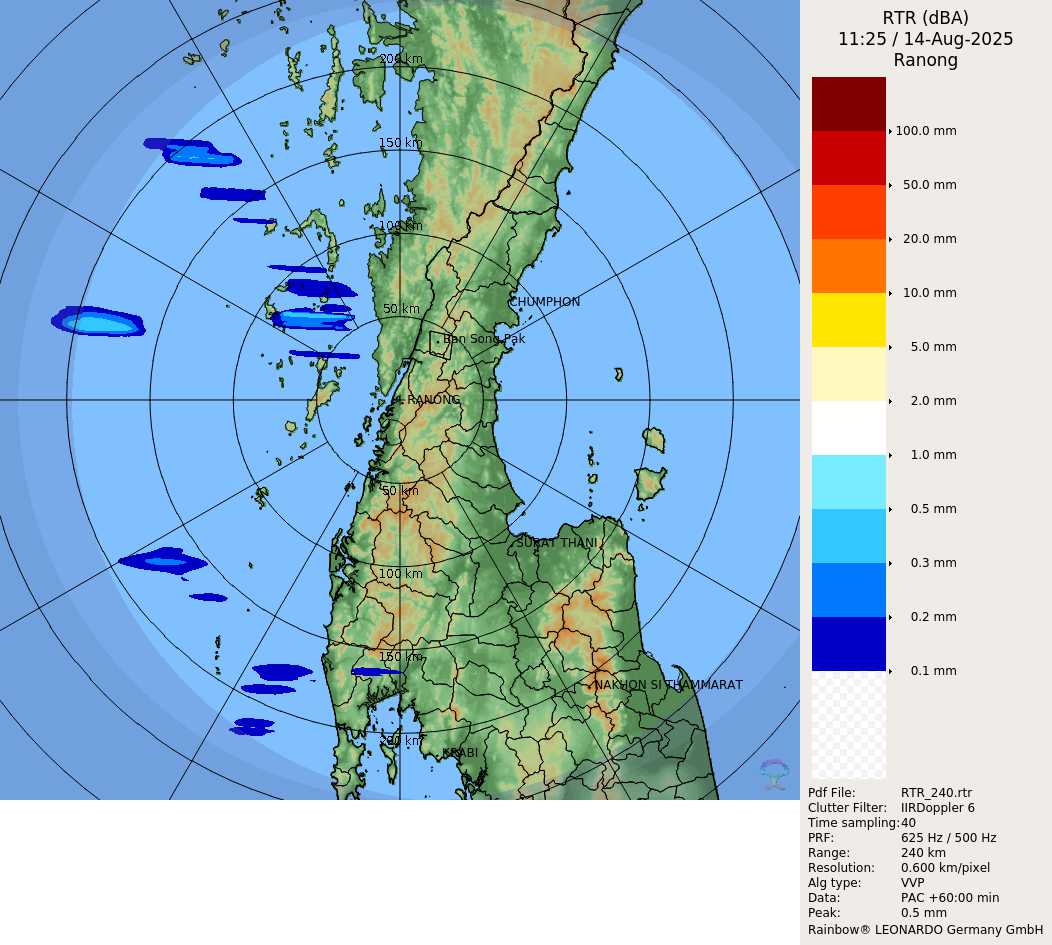 RTR (dBA)
11:25 / 14-Aug-2025
Ranong
200 km
150 km
100 km
50 km
CHUMPHON
Ban Song Pak
RANONG
50 km
SURAT THANI
100 km
150 km
NAKHON SI THAMMARAT
200 km
KRABI
100.0 mm
50.0 mm
20.0 mm
10.0 mm
5.0 mm
2.0 mm
1.0 mm
0.5 mm
0.3 mm
0.2 mm
0.1 mm
Pdf File: RTR_240.rtr
Clutter Filter: IIRDoppler 6
Time sampling:40
PRF: 625 Hz / 500 Hz
Range: 240 km
Resolution: 0.600 km/pixel
Alg type: VVP
Data: PAC +60:00 min
Peak: 0.5 mm
Rainbow® LEONARDO Germany GmbH